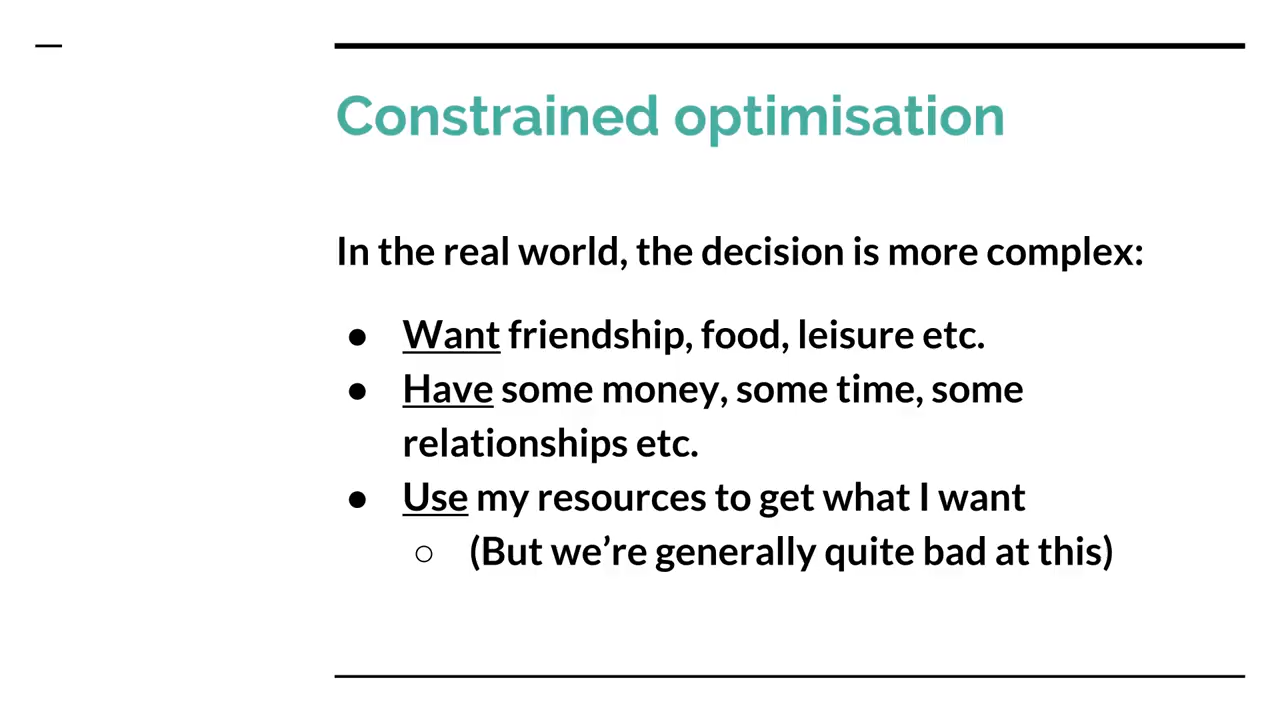 Constrained optimisation
In the real world, the decision is more complex:
● Want friendship, food, leisure etc.
● Have some money, some time, some
relationships etc.
● Use my resources to get what I want
○ (But we’re generally quite bad at this)